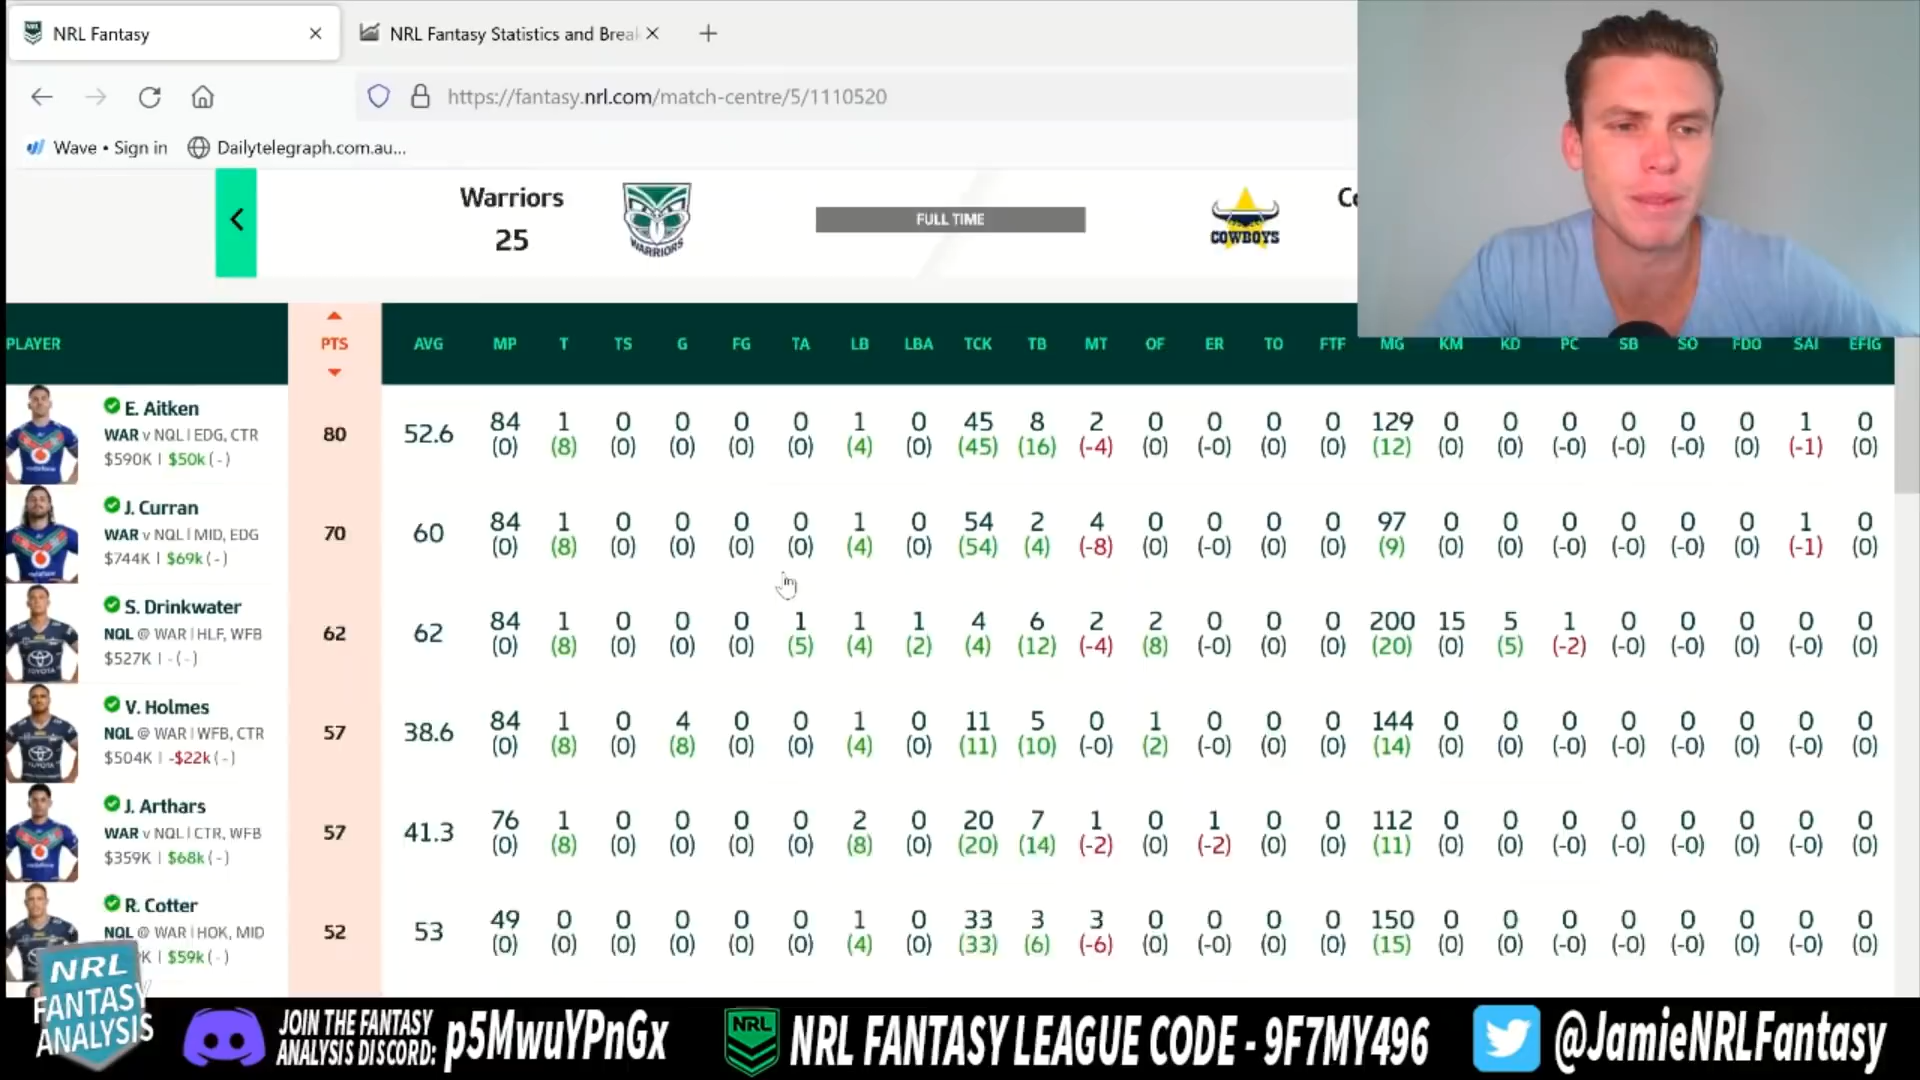 NRL Fantasy
NRL Fantasy Statistics and Brea
https://fantasy.nrl.com/match-centre/5/1110520
Wave • Sign in
Dailytelegraph.com.au...
Warriors
25
WARRIORS
FULL TIME
COWBOYS
Co
PLAYER PTS AVG MP T TS G FG TA LB LBA TCK TB MT OF ER TO FTF MG KM KD PC SB SO FDO SAI EFIG
E. Aitken
WAR v NQL | EDG, CTR
$590K | $50k (-)
80 52.6 84 1 0 0 0 0 1 0 45 8 2 0 0 0 0 129 0 0 0 0 0 0 1 0
(0) (8) (0) (0) (0) (0) (4) (0) (45) (16) (-4) (0) (-0) (0) (0) (12) (0) (0) (-0) (-0) (-0) (0) (-1) (0)
J. Curran
WAR v NQL | MID, EDG
$744K | $69k (-)
70 60 84 1 0 0 0 0 1 0 54 2 4 0 0 0 0 97 0 0 0 0 0 0 1 0
(0) (8) (0) (0) (0) (0) (4) (0) (54) (4) (-8) (0) (-0) (0) (0) (9) (0) (0) (-0) (-0) (-0) (0) (-1) (0)
S. Drinkwater
NQL @ WAR | HLF, WFB
$527K | - (-)
62 62 84 1 0 0 0 1 1 1 4 6 2 2 0 0 0 200 15 5 1 0 0 0 0 0
(0) (8) (0) (0) (0) (5) (4) (2) (4) (12) (-4) (8) (-0) (0) (0) (20) (0) (5) (-2) (-0) (-0) (0) (-0) (0)
V. Holmes
NQL @ WAR | WFB, CTR
$504K | -$22k (-)
57 38.6 84 1 0 4 0 0 1 0 11 5 0 1 0 0 0 144 0 0 0 0 0 0 0 0
(0) (8) (0) (8) (0) (0) (4) (0) (11) (10) (-0) (2) (-0) (0) (0) (14) (0) (0) (-0) (-0) (-0) (0) (-0) (0)
J. Arthars
WAR v NQL | CTR, WFB
$359K | $68k (-)
57 41.3 76 1 0 0 0 0 2 0 20 7 1 0 1 0 0 112 0 0 0 0 0 0 0 0
(0) (8) (0) (0) (0) (0) (8) (0) (20) (14) (-2) (0) (-2) (0) (0) (11) (0) (0) (-0) (-0) (-0) (0) (-0) (0)
R. Cotter
NQL @ WAR | HOK, MID
K | $59k (-)
52 53 49 0 0 0 0 0 1 0 33 3 3 0 0 0 0 150 0 0 0 0 0 0 0 0
(0) (0) (0) (0) (0) (0) (4) (0) (33) (6) (-6) (0) (-0) (0) (0) (15) (0) (0) (-0) (-0) (-0) (0) (-0) (0)
NRL
FANTASY
ANALYSIS
JOIN THE FANTASY
ANALYSIS DISCORD: p5MwuYPnGx
NRL
NRL FANTASY LEAGUE CODE - 9F7MY496
@JamieNRLFantasy